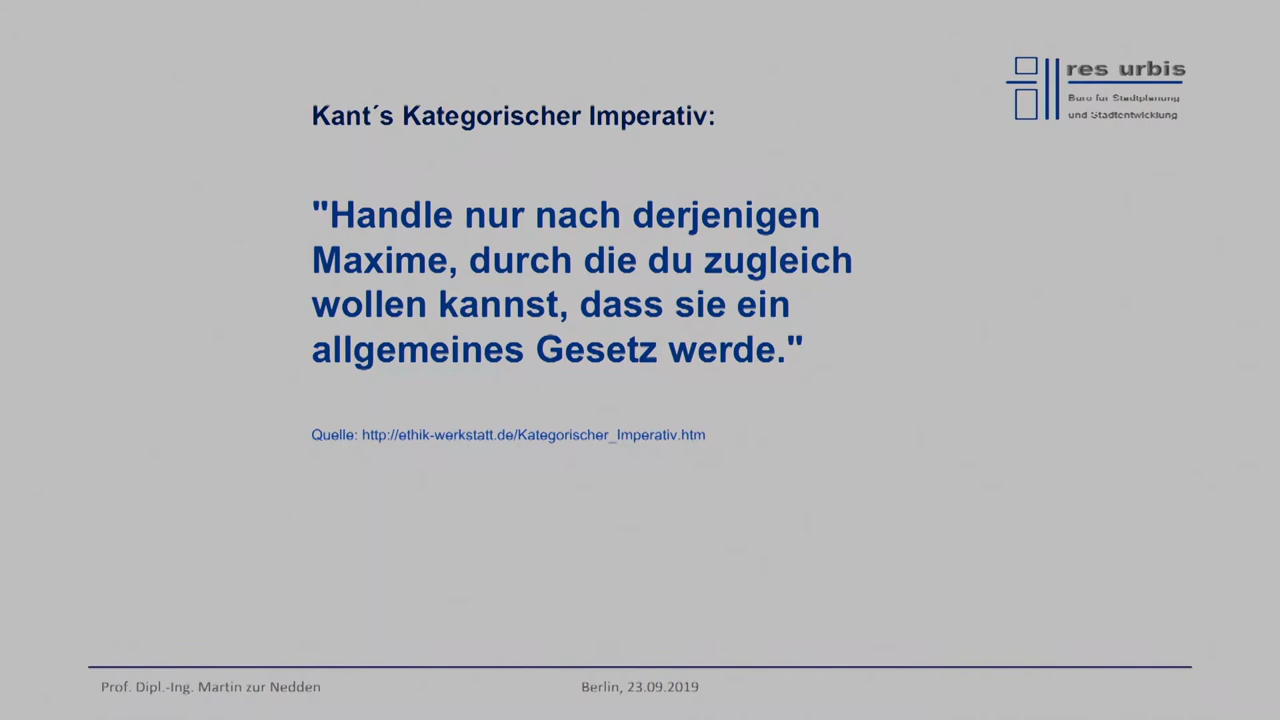 res urbis
Büro für Stadtplanung
und Stadtentwicklung
Kant´s Kategorischer Imperativ:
"Handle nur nach derjenigen
Maxime, durch die du zugleich
wollen kannst, dass sie ein
allgemeines Gesetz werde."
Quelle: http://ethik-werkstatt.de/Kategorischer_Imperativ.htm
Prof. Dipl.-Ing. Martin zur Nedden
Berlin, 23.09.2019